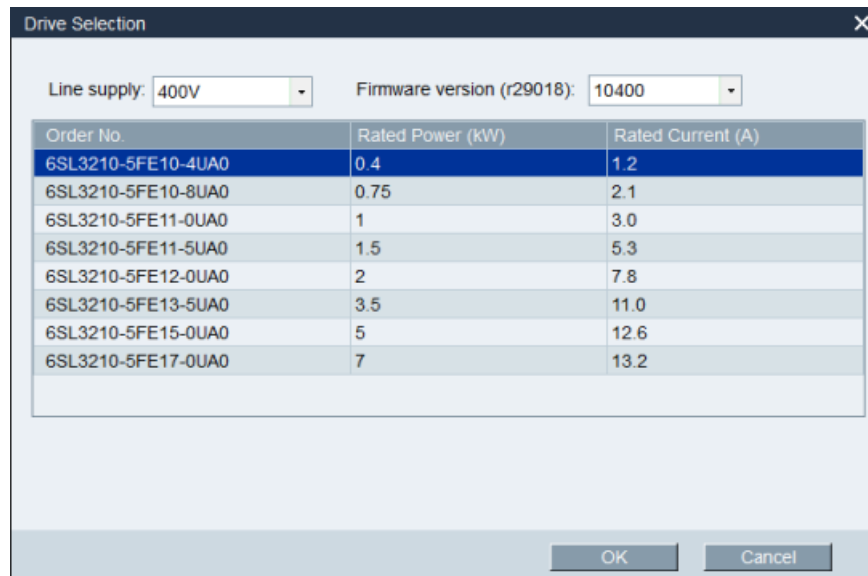 Drive Selection
Line supply: 400V Firmware version (r29018): 10400
Order No. Rated Power (kW) Rated Current (A)
6SL3210-5FE10-4UA0 0.4 1.2
6SL3210-5FE10-8UA0 0.75 2.1
6SL3210-5FE11-0UA0 1 3.0
6SL3210-5FE11-5UA0 1.5 5.3
6SL3210-5FE12-0UA0 2 7.8
6SL3210-5FE13-5UA0 3.5 11.0
6SL3210-5FE15-0UA0 5 12.6
6SL3210-5FE17-0UA0 7 13.2
OK Cancel